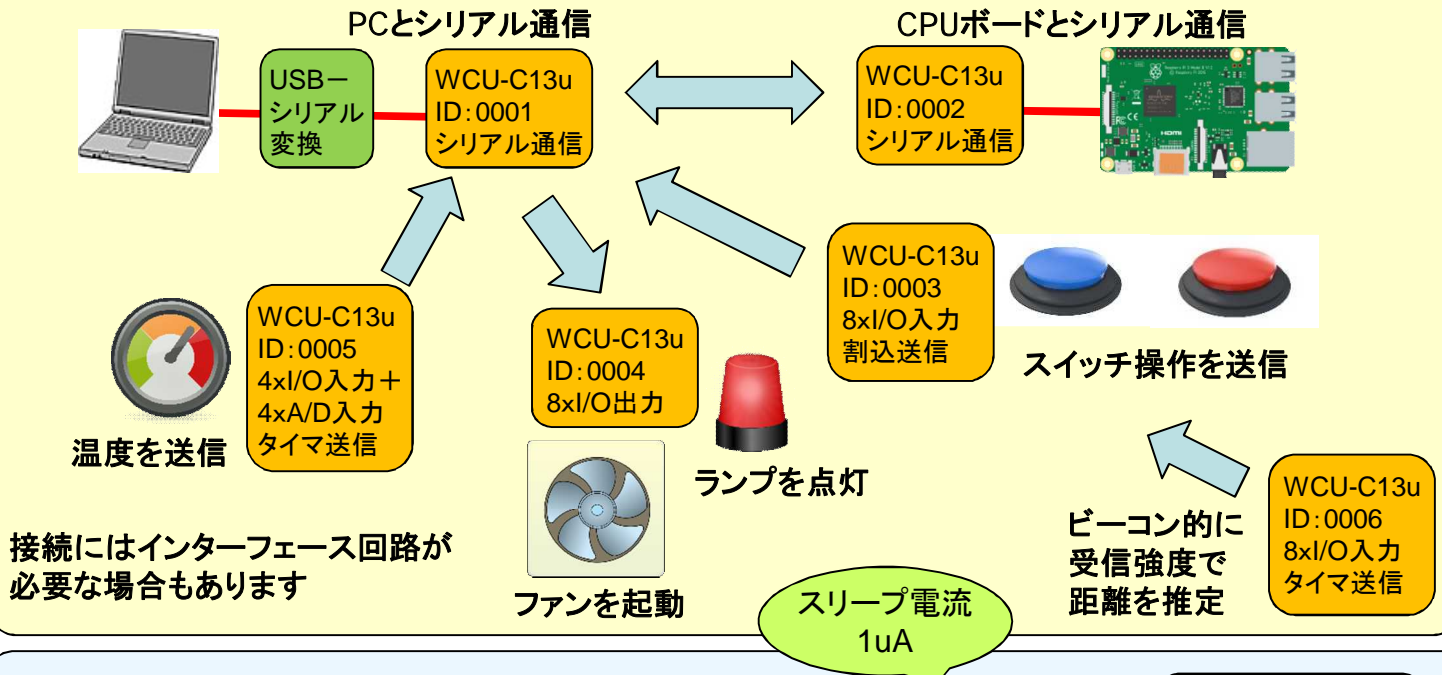 PCとシリアル通信
CPUボードとシリアル通信
USBー
シリアル
変換
WCU-C13u
ID:0001
シリアル通信
WCU-C13u
ID:0002
シリアル通信
WCU-C13u
ID:0003
8xI/O入力
割込送信
スイッチ操作を送信
WCU-C13u
ID:0005
4xI/O入力＋
4xA/D入力
タイマ送信
温度を送信
WCU-C13u
ID:0004
8xI/O出力
ランプを点灯
ファンを起動
WCU-C13u
ID:0006
8xI/O入力
タイマ送信
ビーコン的に
受信強度で
距離を推定
接続にはインターフェース回路が
必要な場合もあります
スリープ電流
1uA